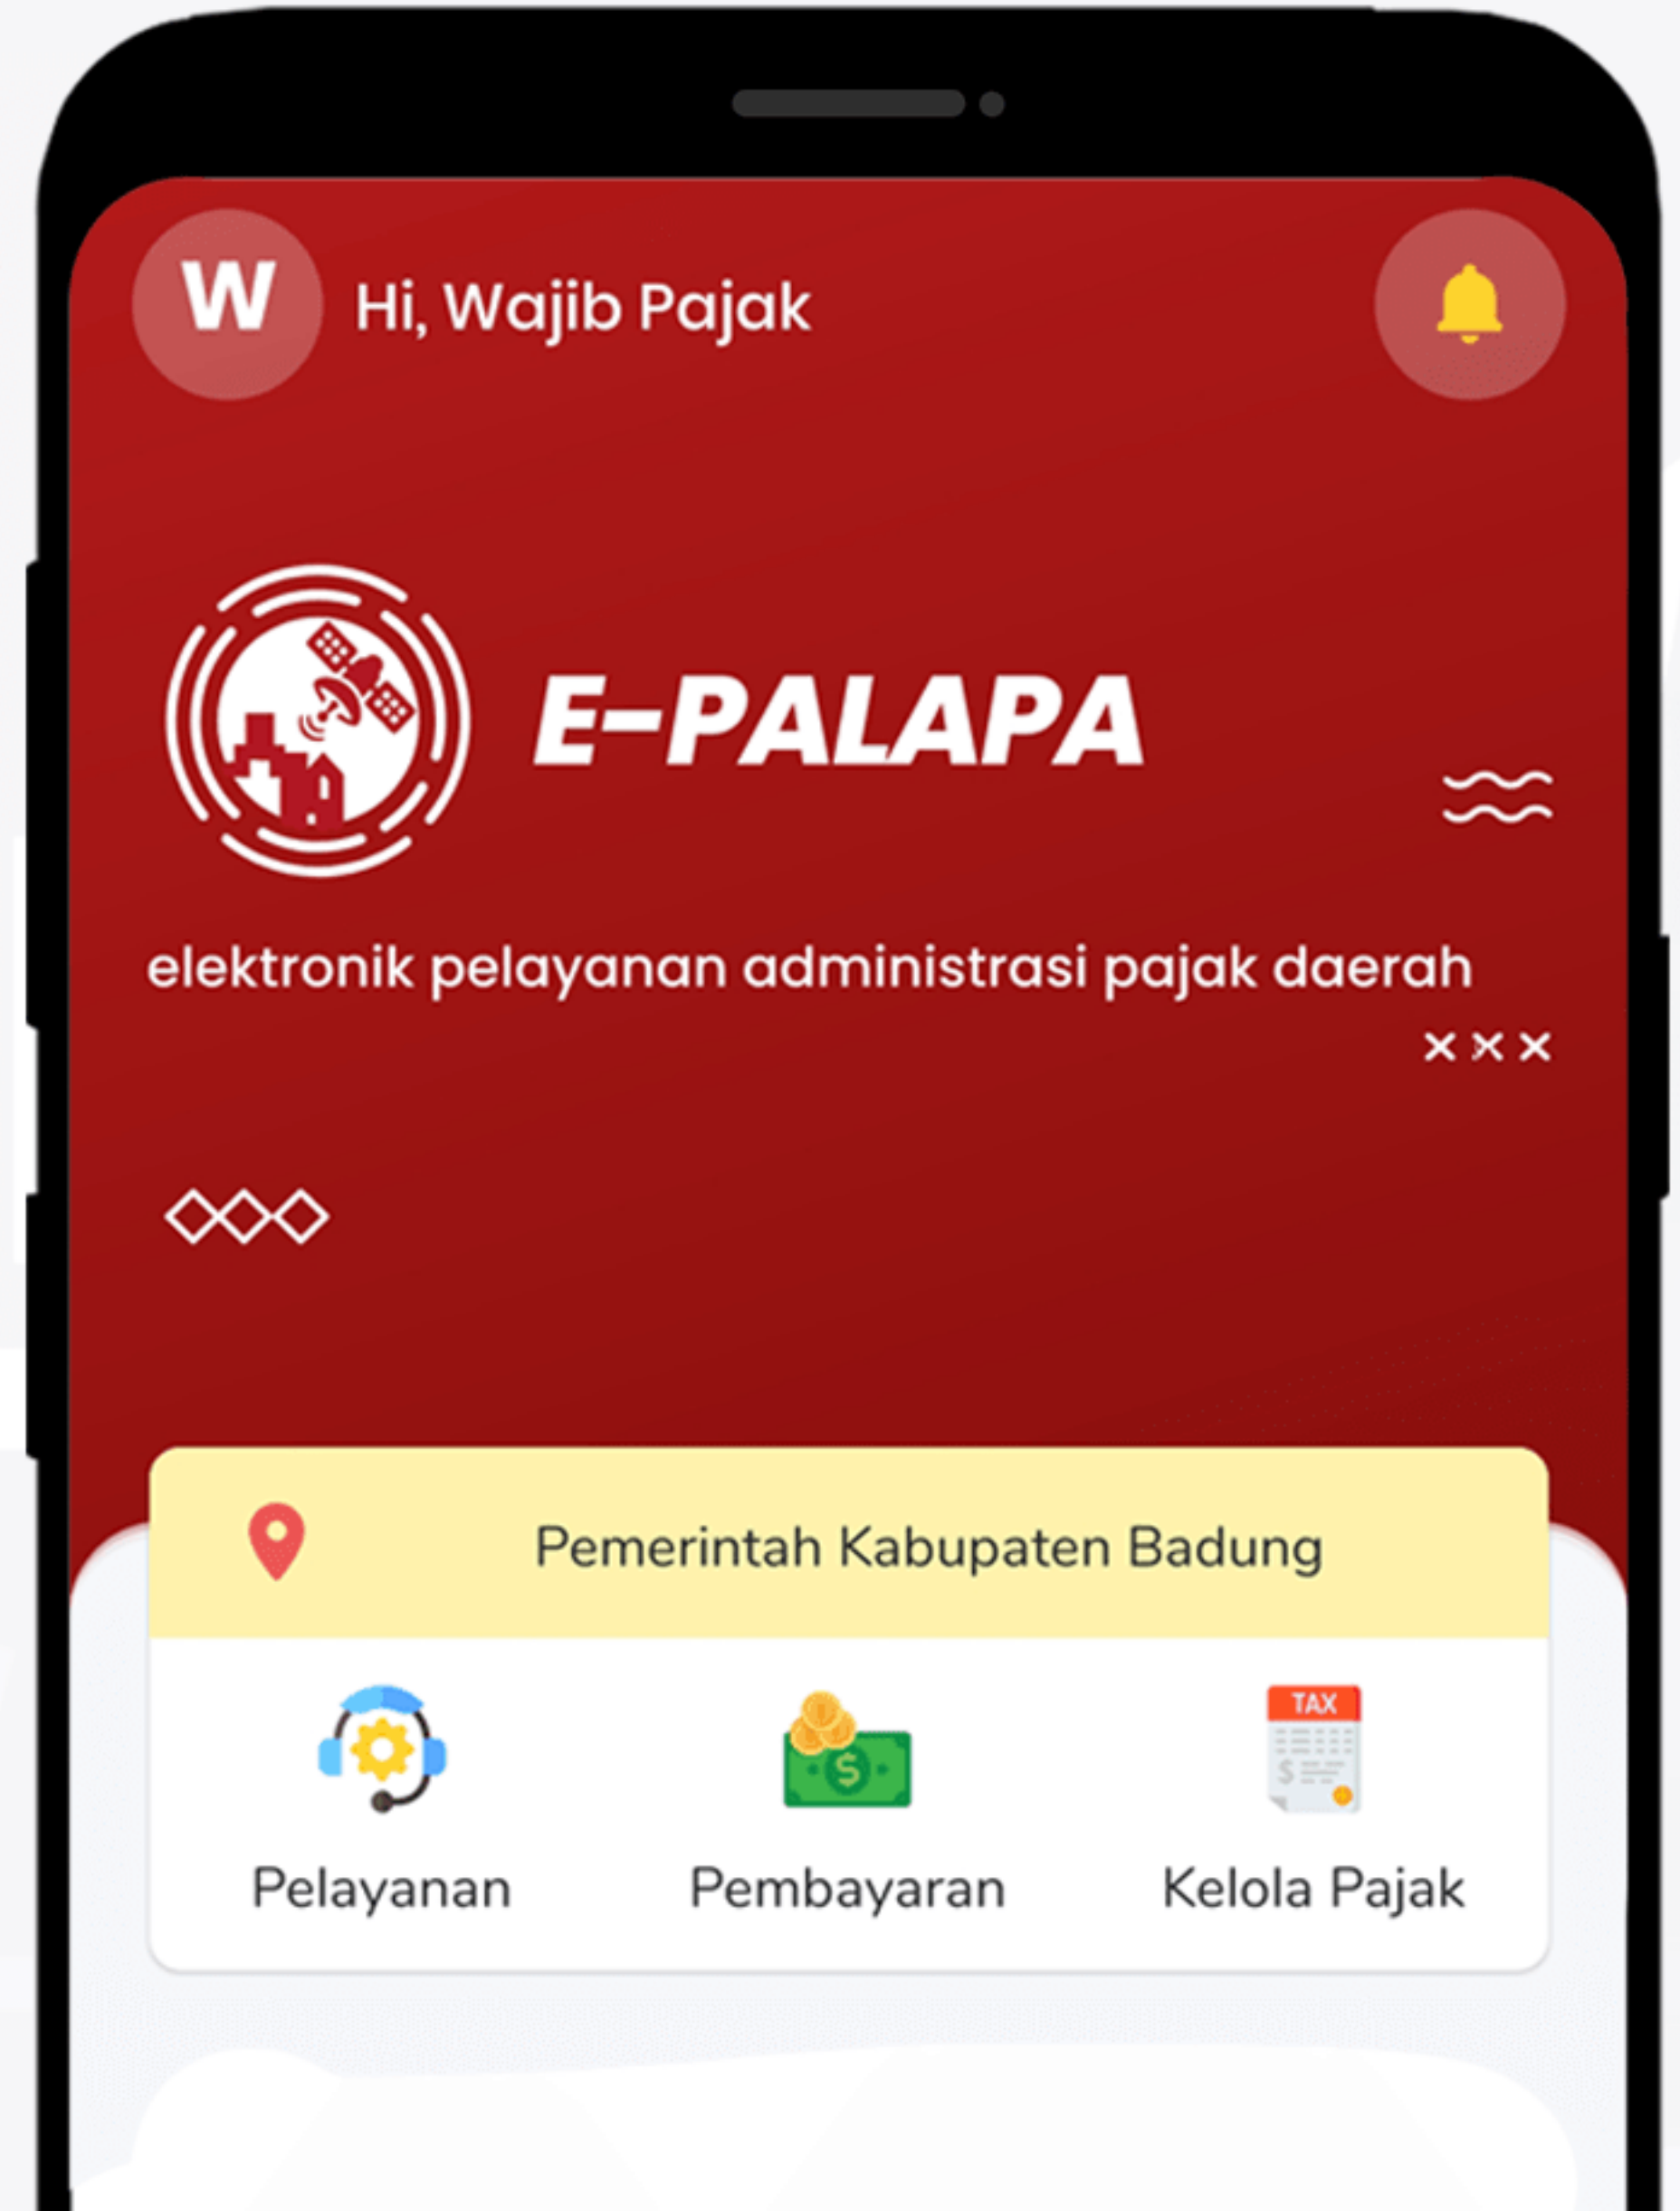 W
Hi, Wajib Pajak
E-PALAPA
elektronik pelayanan administrasi pajak daerah
Pemerintah Kabupaten Badung
TAX
$
$
Pelayanan
Pembayaran
Kelola Pajak